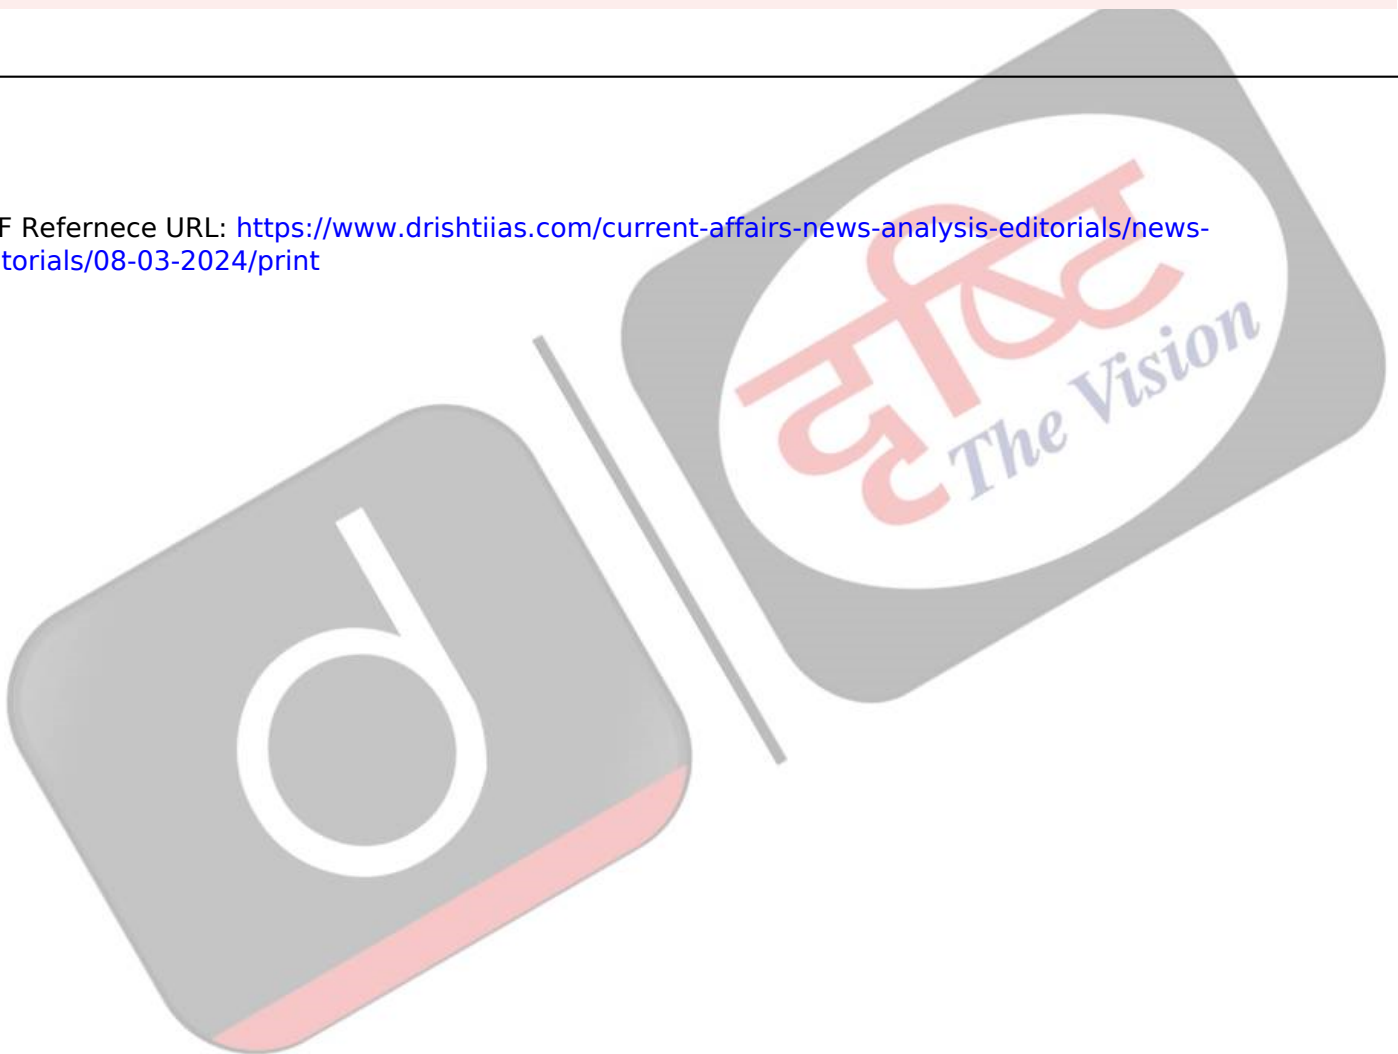 F Refernece URL: https://www.drishtiias.com/current-affairs-news-analysis-editorials/news-
torials/08-03-2024/print
दृष्टि
The Vision
d